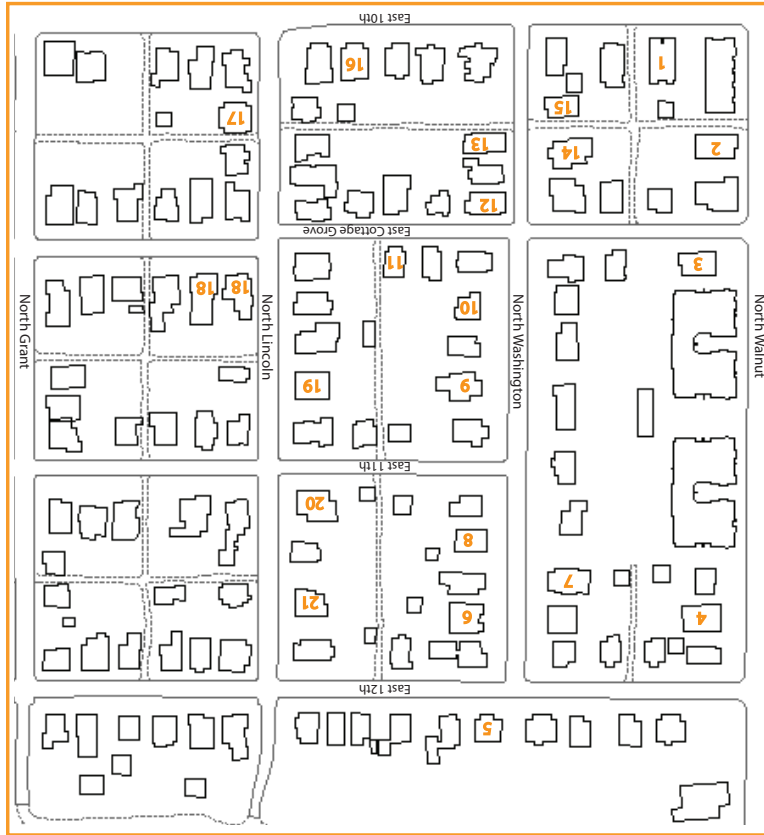 East 10th
16
1
17
15
13
14
2
12
East Cottage Grove
11
3
18
18
10
North Grant
North Lincoln
North Washington
North Walnut
19
9
East 11th
20
8
7
21
6
4
East 12th
5